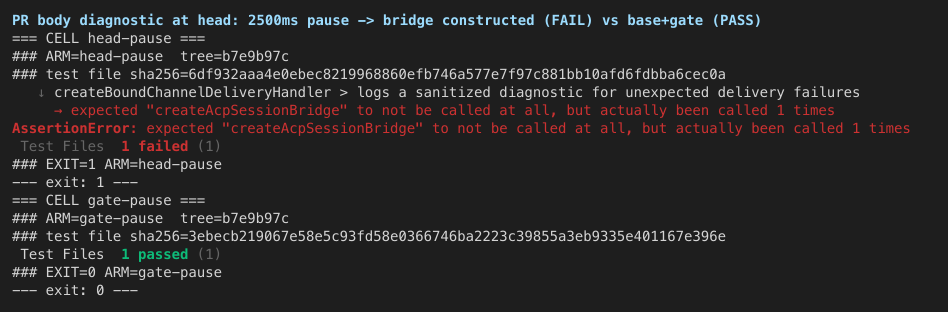 PR body diagnostic at head: 2500ms pause -> bridge constructed (FAIL) vs base+gate (PASS)
=== CELL head-pause ===
### ARM=head-pause  tree=b7e9b97c
### test file sha256=6df932aaa4e0ebec8219968860efb746a577e7f97c881bb10afd6fdbba6cec0a
↓ createBoundChannelDeliveryHandler > logs a sanitized diagnostic for unexpected delivery failures
→ expected "createAcpSessionBridge" to not be called at all, but actually been called 1 times
AssertionError: expected "createAcpSessionBridge" to not be called at all, but actually been called 1 times
Test Files  1 failed (1)
### EXIT=1 ARM=head-pause
--- exit: 1 ---
=== CELL gate-pause ===
### ARM=gate-pause  tree=b7e9b97c
### test file sha256=3ebecb219067e58e5c93fd58e0366746ba2223c39855a3eb9335e401167e396e
Test Files  1 passed (1)
### EXIT=0 ARM=gate-pause
--- exit: 0 ---